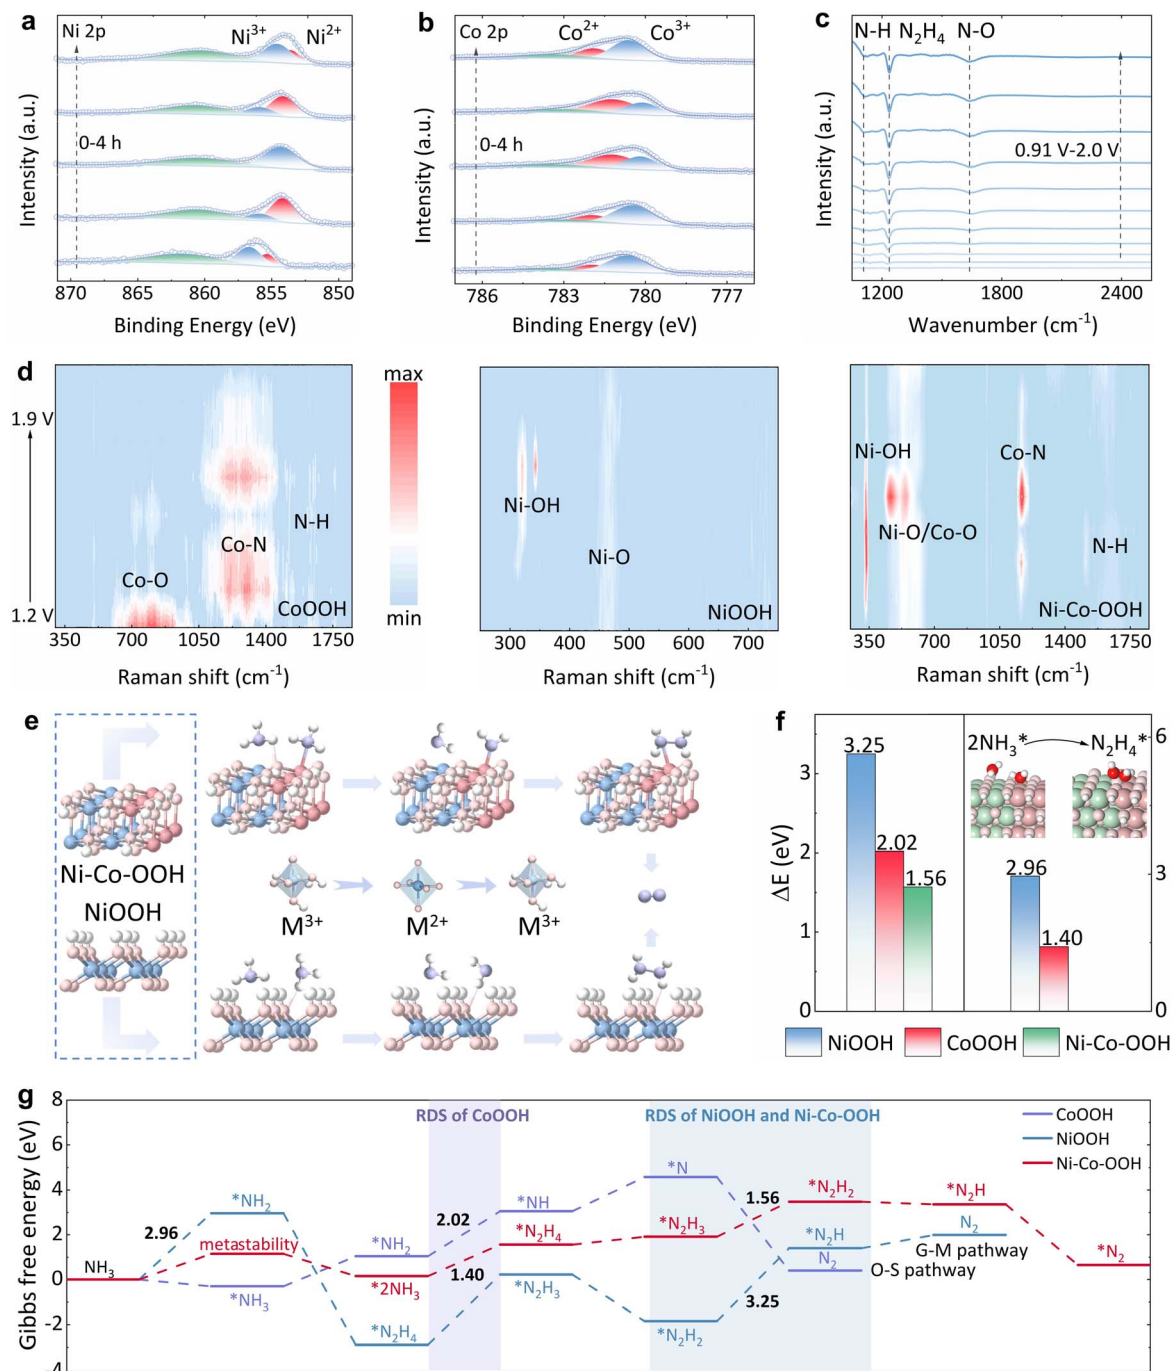 a
Ni 2p
Ni3+
Ni2+
0-4 h
Intensity (a.u.)
870 865 860 855 850
Binding Energy (eV)
b
Co 2p
Co2+
Co3+
0-4 h
Intensity (a.u.)
786 783 780 777
Binding Energy (eV)
c
N-H N2H4 N-O
0.91 V-2.0 V
Intensity (a.u.)
1200 1800 2400
Wavenumber (cm-1)
d
1.9 V
1.2 V
Co-O
Co-N
N-H
CoOOH
350 700 1050 1400 1750
Raman shift (cm-1)
max
min
Ni-OH
Ni-O
NiOOH
300 400 500 600 700
Raman shift (cm-1)
Ni-OH
Co-N
Ni-O/Co-O
N-H
Ni-Co-OOH
350 700 1050 1400 1750
Raman shift (cm-1)
e
Ni-Co-OOH
NiOOH
M3+
M2+
M3+
f
ΔE (eV)
3
2
1
0
3.25
2.02
1.56
2NH3*
N2H4*
2.96
1.40
6
3
0
NiOOH
CoOOH
Ni-Co-OOH
g
Gibbs free energy (eV)
8
6
4
2
0
-2
-4
RDS of CoOOH
RDS of NiOOH and Ni-Co-OOH
CoOOH
NiOOH
Ni-Co-OOH
NH3
2.96
*NH2
metastability
*NH3
*NH2
*2NH3
*N2H4
2.02
1.40
*NH
*N2H4
*N2H3
*N
*N2H3
*N2H2
1.56
3.25
*N2H2
*N2H
N2
O-S pathway
*N2H
N2
G-M pathway
*N2